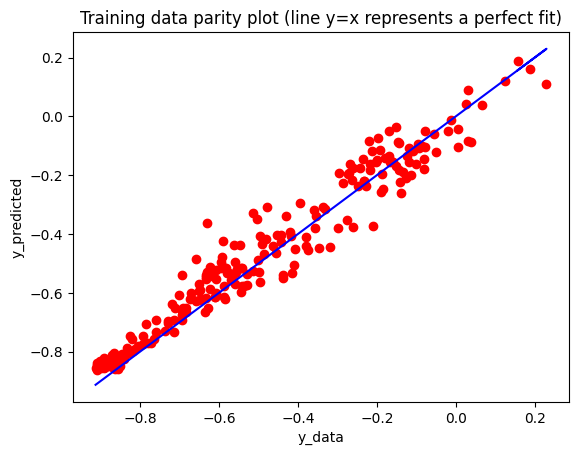 Training data parity plot (line y=x represents a perfect fit)
0.2
0.0
−0.2
−0.4
−0.6
−0.8
y_predicted
−0.8 −0.6 −0.4 −0.2 0.0 0.2
y_data